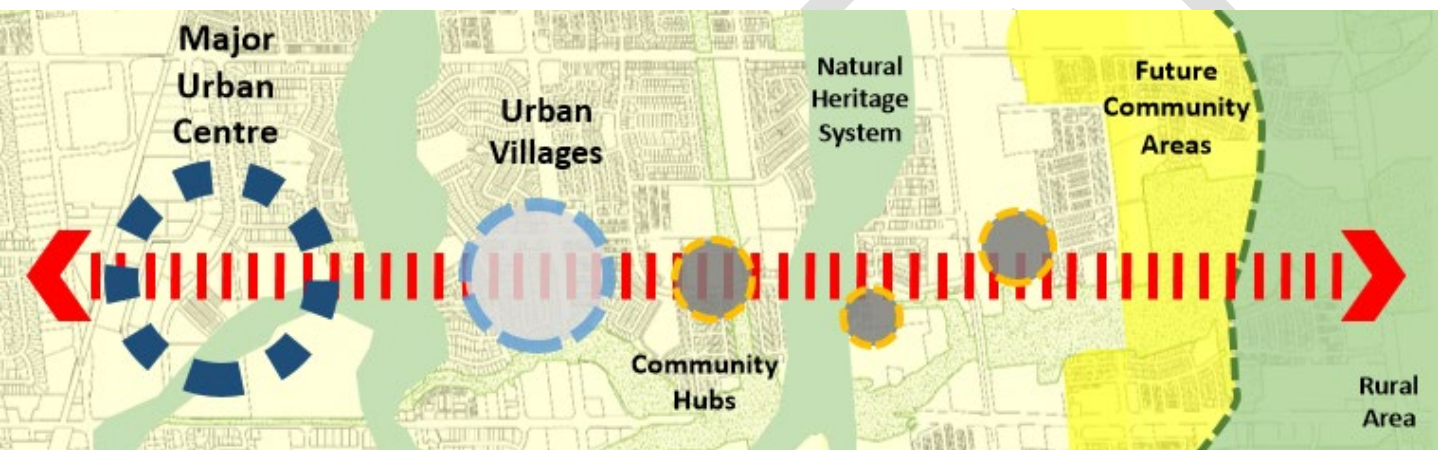 Major
Urban
Centre
Urban
Villages
Community
Hubs
Natural
Heritage
System
Future
Community
Areas
Rural
Area